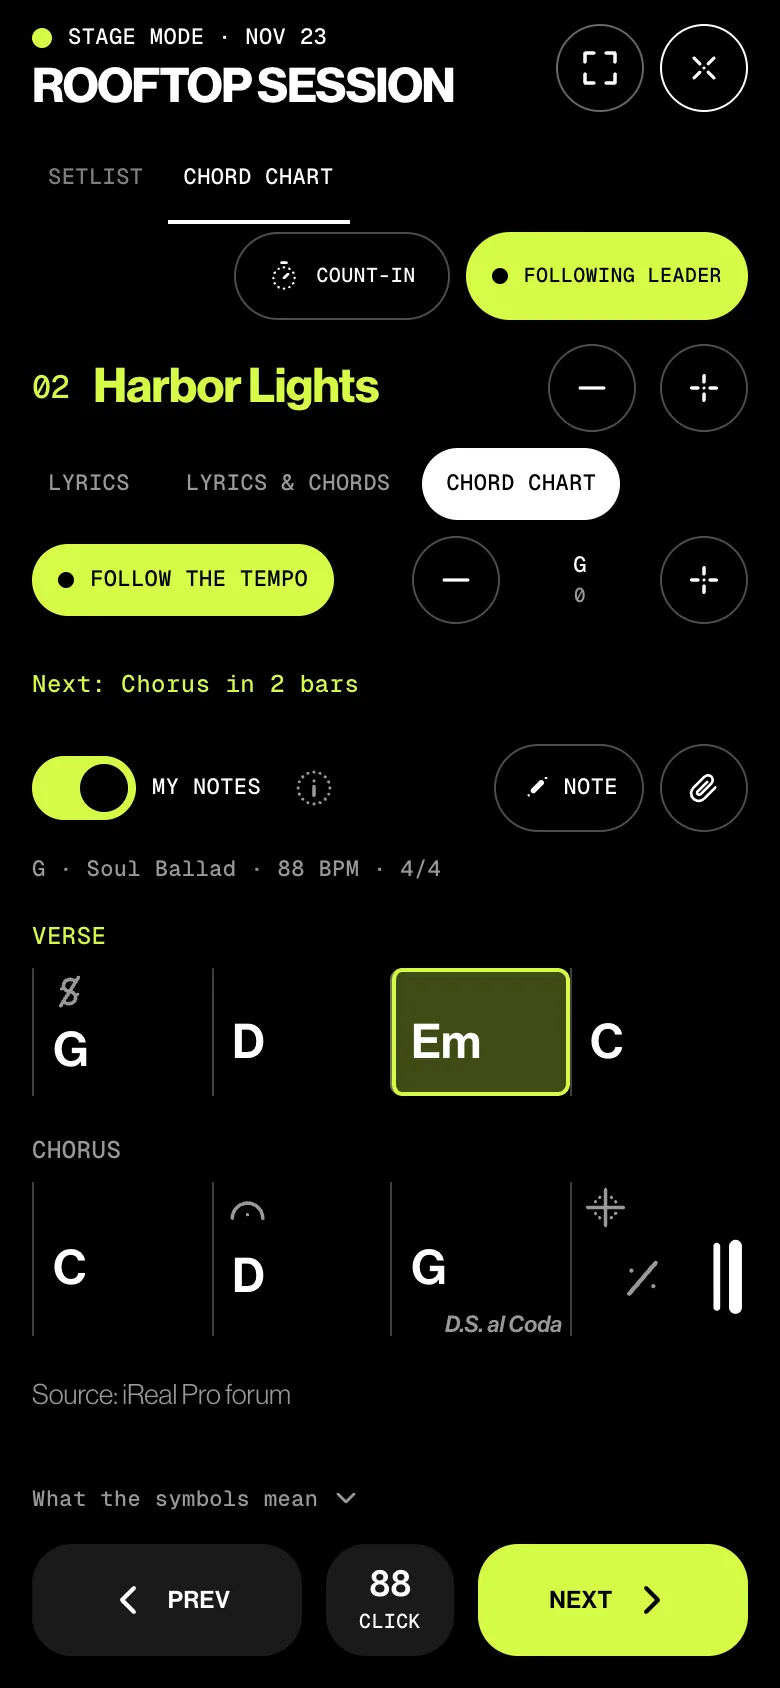 STAGE MODE · NOV 23
ROOFTOP SESSION
SETLIST CHORD CHART
COUNT-IN FOLLOWING LEADER
02 Harbor Lights
LYRICS LYRICS & CHORDS CHORD CHART
FOLLOW THE TEMPO G
0
Next: Chorus in 2 bars
MY NOTES NOTE
G · Soul Ballad · 88 BPM · 4/4
VERSE
G D Em C
CHORUS
C D G
D.S. al Coda
Source: iReal Pro forum
What the symbols mean
PREV 88 NEXT
CLICK